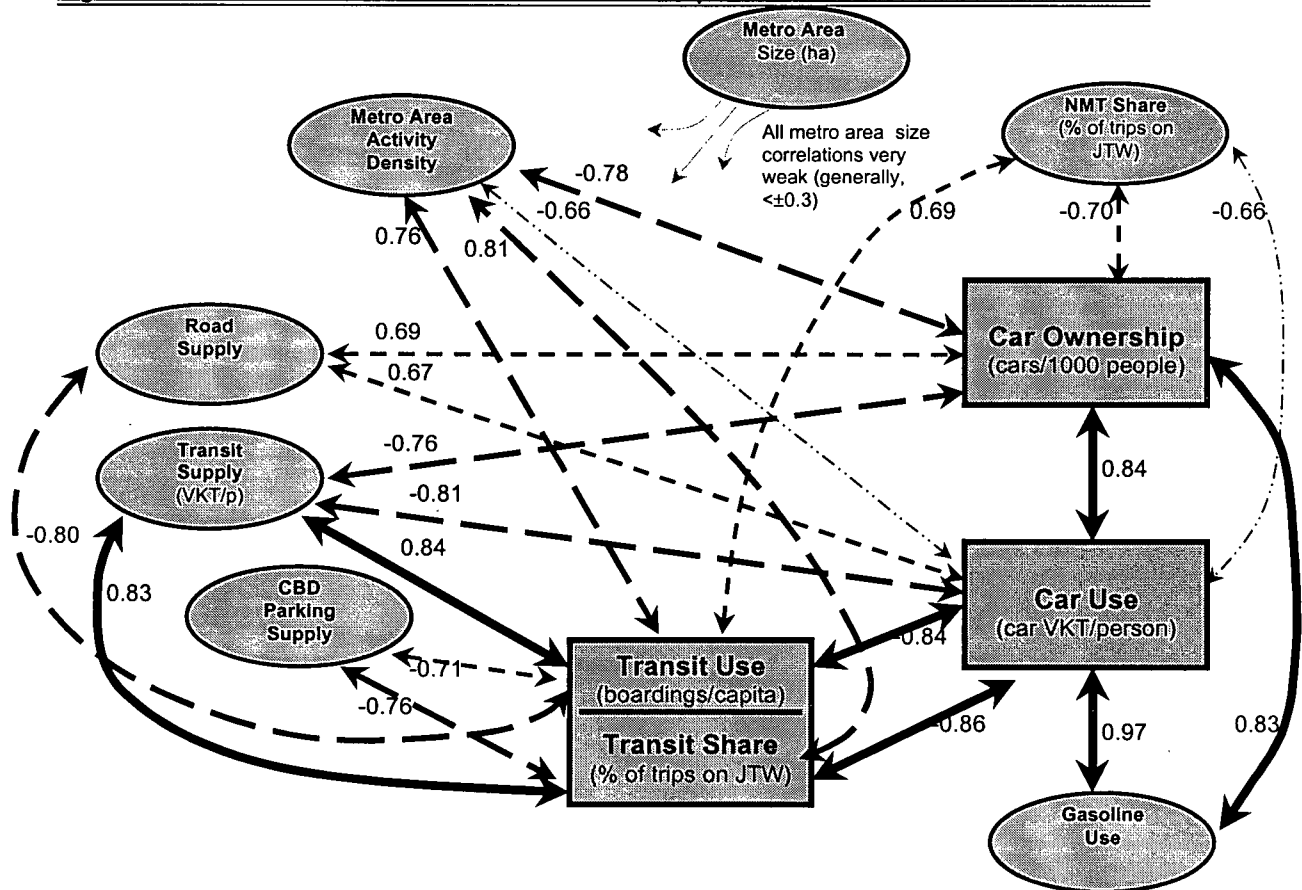 Metro Area
Size (ha)
All metro area size
correlations very
weak (generally,
<±0.3)
NMT Share
(% of trips on
JTW)
Metro Area
Activity
Density
-0.78
-0.66
0.76
0.81
0.69
-0.70
-0.66
Road
Supply
0.69
0.67
Car Ownership
(cars/1000 people)
Transit
Supply
(VKT/p)
-0.76
-0.81
0.84
0.84
-0.80
0.83
CBD
Parking
Supply
-0.71
-0.76
Car Use
(car VKT/person)
-0.84
Transit Use
(boardings/capita)
Transit Share
(% of trips on JTW)
-0.86
0.97
0.83
Gasoline
Use